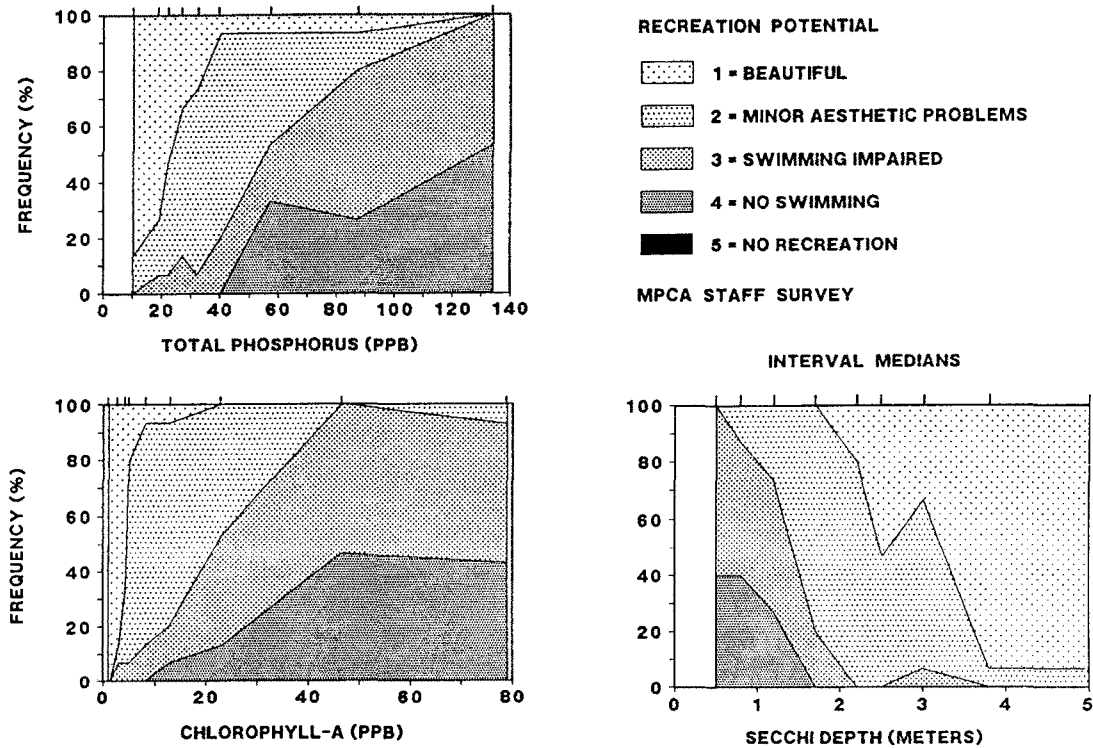 100
80
60
40
20
0
FREQUENCY (%)
0 20 40 60 80 100 120 140
TOTAL PHOSPHORUS (PPB)
RECREATION POTENTIAL
1 = BEAUTIFUL
2 = MINOR AESTHETIC PROBLEMS
3 = SWIMMING IMPAIRED
4 = NO SWIMMING
5 = NO RECREATION
MPCA STAFF SURVEY
INTERVAL MEDIANS
100
80
60
40
20
0
FREQUENCY (%)
0 20 40 60 80
CHLOROPHYLL-A (PPB)
100
80
60
40
20
0
0 1 2 3 4 5
SECCHI DEPTH (METERS)